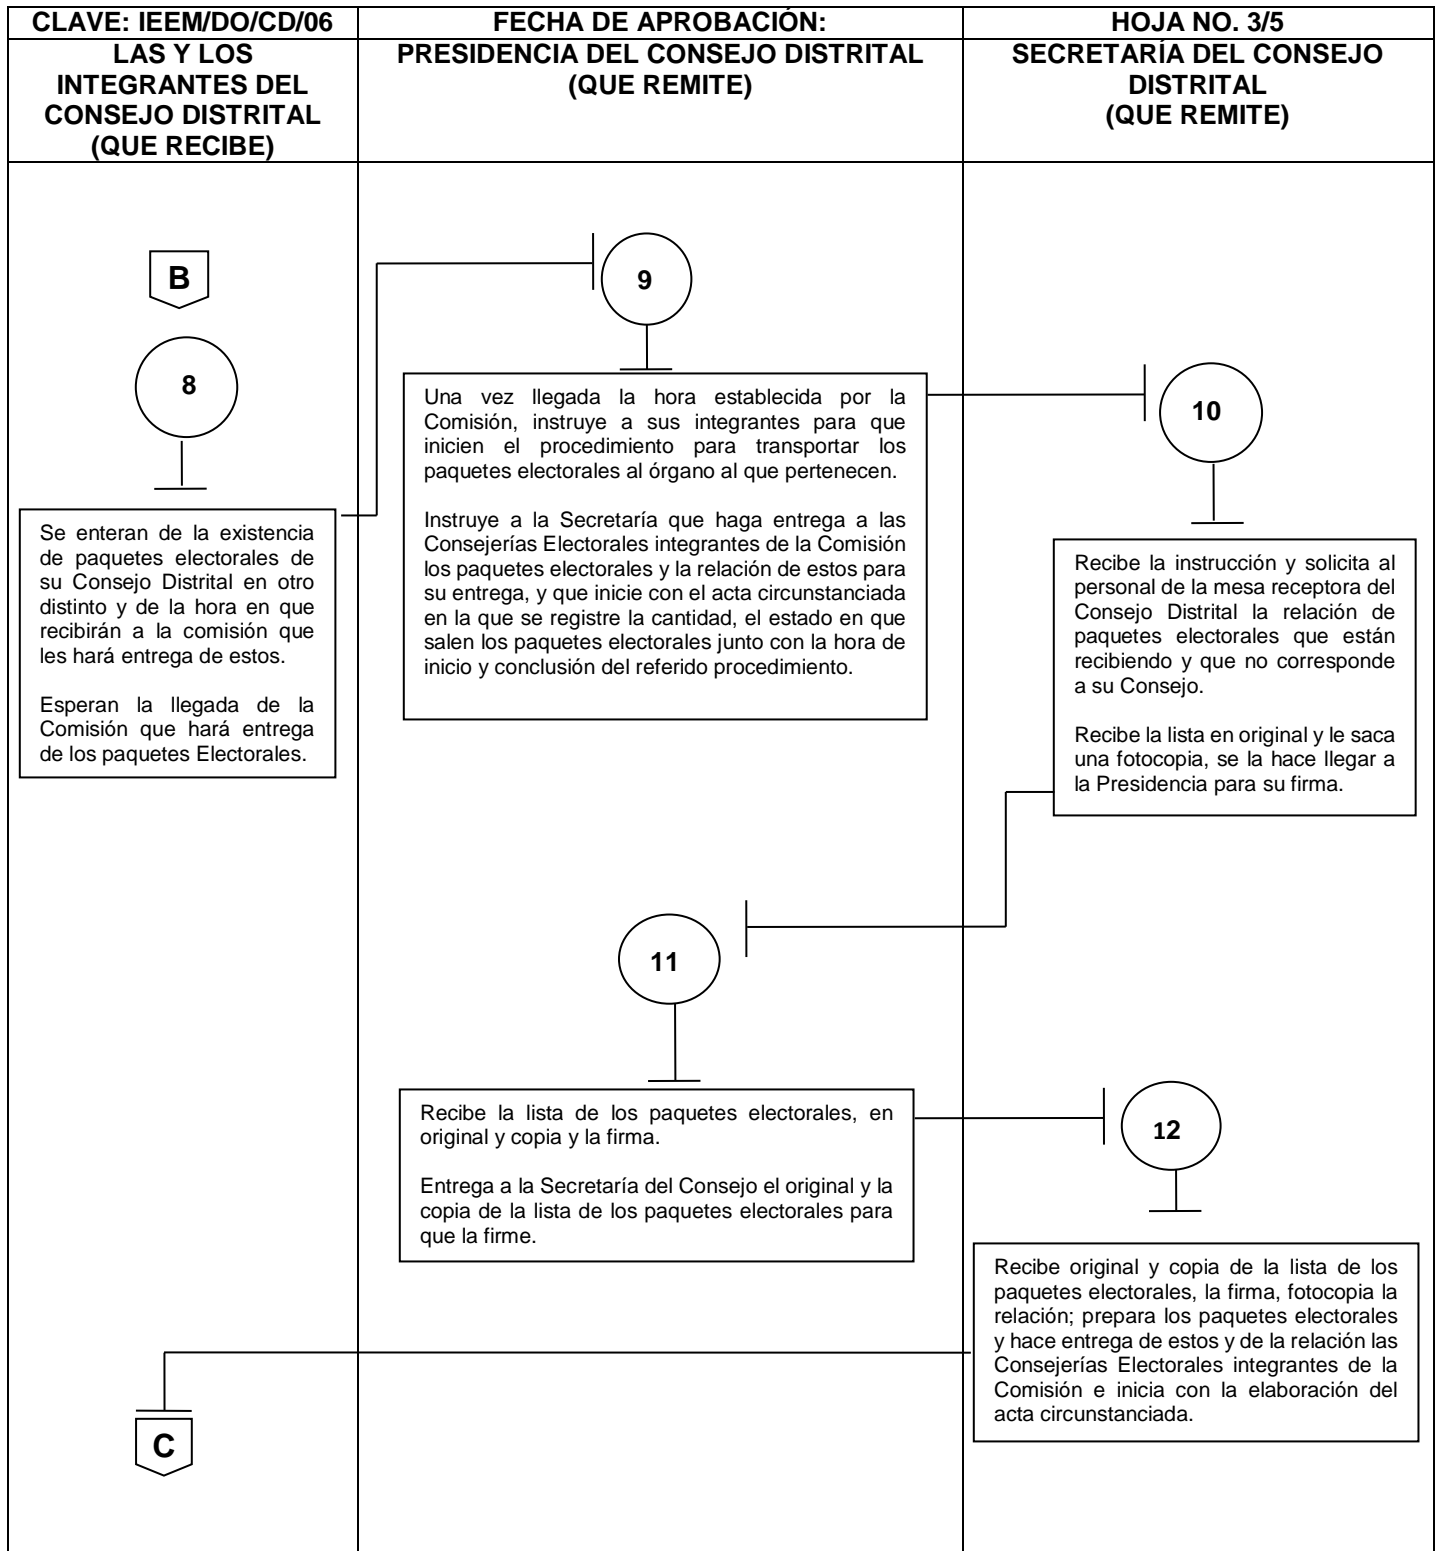 CLAVE: IEEM/DO/CD/06
FECHA DE APROBACIÓN:
HOJA NO. 3/5
LAS Y LOS
INTEGRANTES DEL
CONSEJO DISTRITAL
(QUE RECIBE)
PRESIDENCIA DEL CONSEJO DISTRITAL
(QUE REMITE)
SECRETARÍA DEL CONSEJO
DISTRITAL
(QUE REMITE)
B
8
Se enteran de la existencia
de paquetes electorales de
su Consejo Distrital en otro
distinto y de la hora en que
recibirán a la comisión que
les hará entrega de estos.
Esperan la llegada de la
Comisión que hará entrega
de los paquetes Electorales.
9
Una vez llegada la hora establecida por la
Comisión, instruye a sus integrantes para que
inicien el procedimiento para transportar los
paquetes electorales al órgano al que pertenecen.
Instruye a la Secretaría que haga entrega a las
Consejerías Electorales integrantes de la Comisión
los paquetes electorales y la relación de estos para
su entrega, y que inicie con el acta circunstanciada
en la que se registre la cantidad, el estado en que
salen los paquetes electorales junto con la hora de
inicio y conclusión del referido procedimiento.
10
Recibe la instrucción y solicita al
personal de la mesa receptora del
Consejo Distrital la relación de
paquetes electorales que están
recibiendo y que no corresponde
a su Consejo.
Recibe la lista en original y le saca
una fotocopia, se la hace llegar a
la Presidencia para su firma.
11
Recibe la lista de los paquetes electorales, en
original y copia y la firma.
Entrega a la Secretaría del Consejo el original y la
copia de la lista de los paquetes electorales para
que la firme.
12
Recibe original y copia de la lista de los
paquetes electorales, la firma, fotocopia la
relación; prepara los paquetes electorales
y hace entrega de estos y de la relación las
Consejerías Electorales integrantes de la
Comisión e inicia con la elaboración del
acta circunstanciada.
C